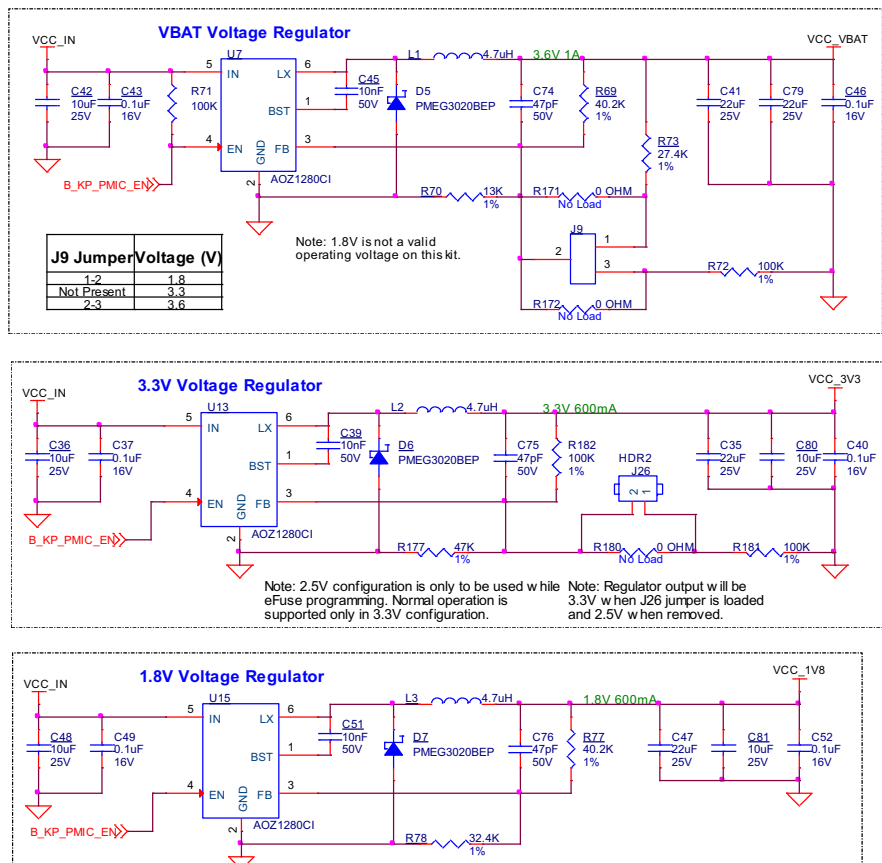 VBAT Voltage Regulator
VCC_IN
VCC_VBAT
U7
L1
4.7uH
3.6V 1A
5
IN
LX
6
C42
10uF
25V
C43
0.1uF
16V
R71
100K
BST
1
C45
10nF
50V
D5
PMEG3020BEP
C74
47pF
50V
R69
40.2K
1%
C41
22uF
25V
C79
22uF
25V
C46
0.1uF
16V
4
EN
GND
FB
3
R73
27.4K
1%
B_KP_PMIC_EN
2
AOZ1280CI
R70
13K
1%
R171
0 OHM
No Load
J9 Jumper
Voltage (V)
1-2
1.8
Not Present
3.3
2-3
3.6
Note: 1.8V is not a valid
operating voltage on this kit.
J9
1
2
3
R72
100K
1%
R172
0 OHM
No Load
3.3V Voltage Regulator
VCC_IN
VCC_3V3
U13
L2
4.7uH
3.3V 600mA
5
IN
LX
6
C36
10uF
25V
C37
0.1uF
16V
BST
1
C39
10nF
50V
D6
PMEG3020BEP
C75
47pF
50V
R182
100K
1%
HDR2
J26
2
1
C35
22uF
25V
C80
10uF
25V
C40
0.1uF
16V
4
EN
GND
FB
3
B_KP_PMIC_EN
2
AOZ1280CI
R177
47K
1%
R180
0 OHM
No Load
R181
100K
1%
Note: 2.5V configuration is only to be used while
eFuse programming. Normal operation is
supported only in 3.3V configuration.
Note: Regulator output will be
3.3V when J26 jumper is loaded
and 2.5V when removed.
1.8V Voltage Regulator
VCC_IN
VCC_1V8
U15
L3
4.7uH
1.8V 600mA
5
IN
LX
6
C48
10uF
25V
C49
0.1uF
16V
BST
1
C51
10nF
50V
D7
PMEG3020BEP
C76
47pF
50V
R77
40.2K
1%
C47
22uF
25V
C81
10uF
25V
C52
0.1uF
16V
4
EN
GND
FB
3
B_KP_PMIC_EN
2
AOZ1280CI
R78
32.4K
1%